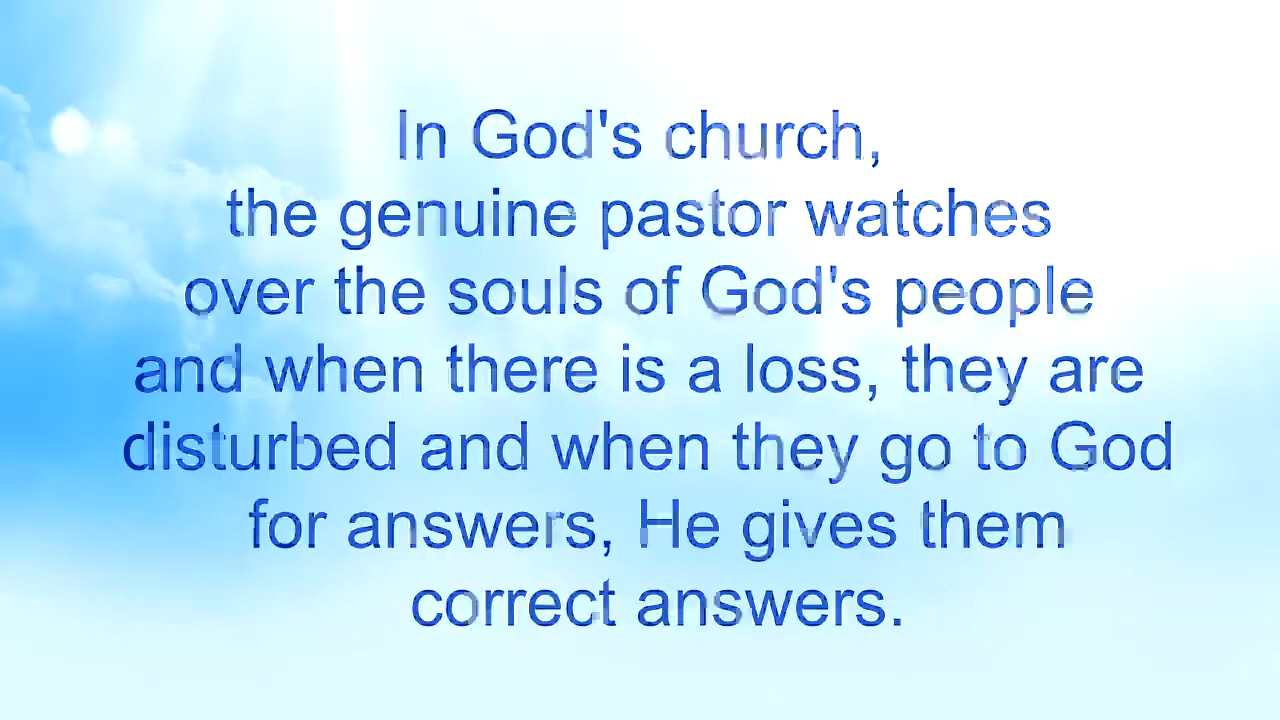 In God's church,
the genuine pastor watches
over the souls of God's people
and when there is a loss, they are
disturbed and when they go to God
for answers, He gives them
correct answers.